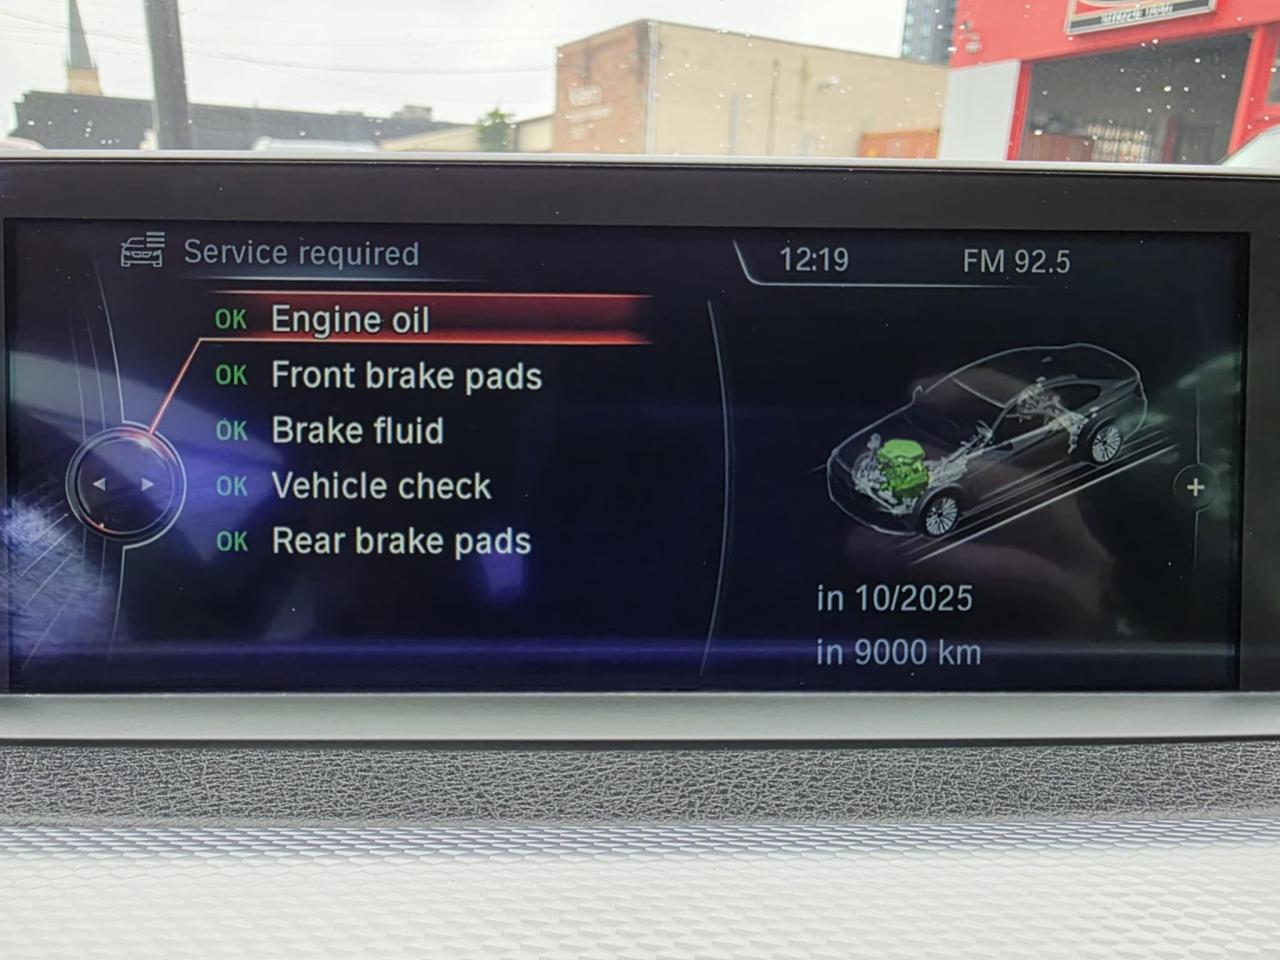 Service required
12:19
FM 92.5
OK Engine oil
OK Front brake pads
OK Brake fluid
OK Vehicle check
OK Rear brake pads
in 10/2025
in 9000 km